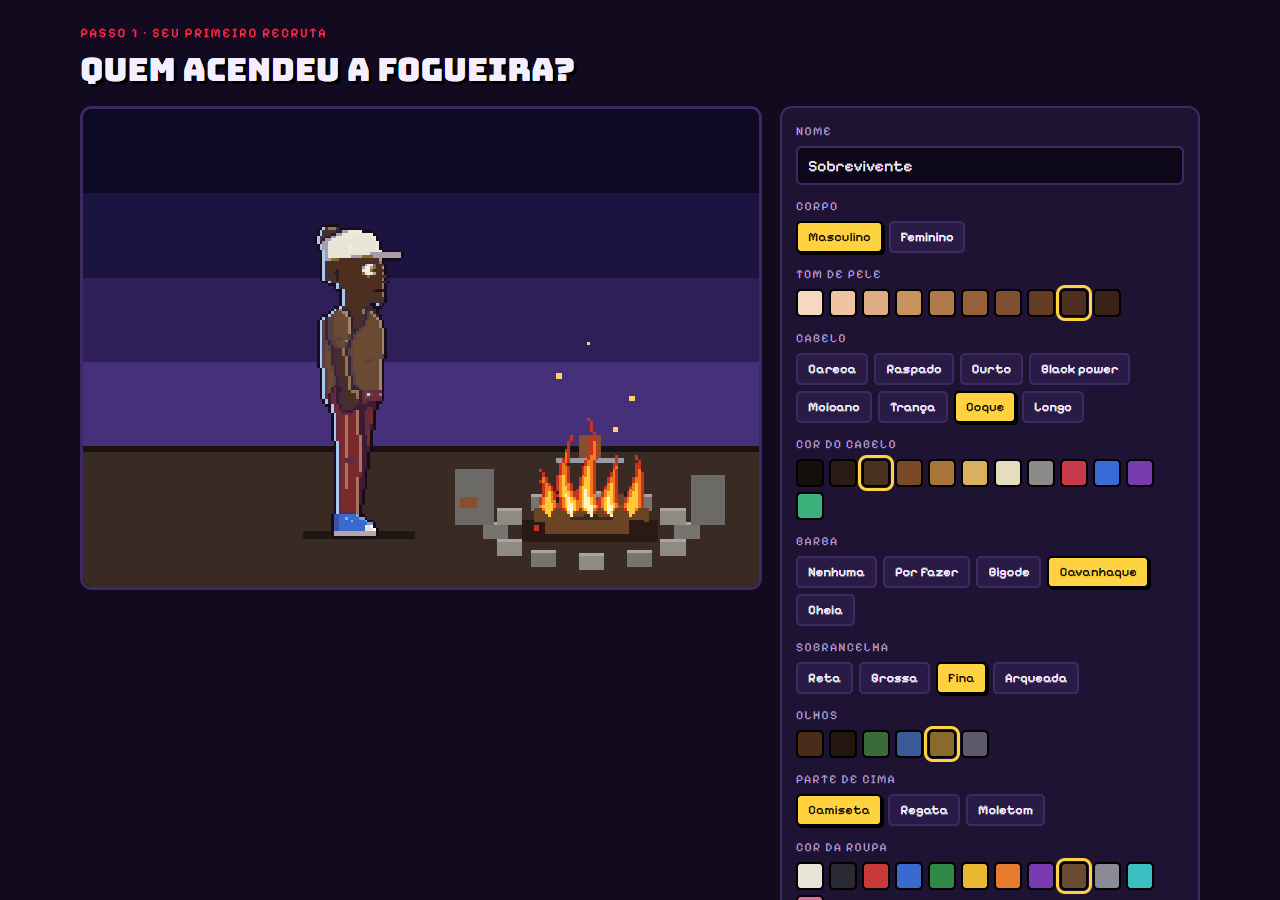 PASSO 1 · SEU PRIMEIRO RECRUTA
QUEM ACENDEU A FOGUEIRA?
NOME
Sobrevivente
CORPO
Masculino Feminino
TOM DE PELE
CABELO
Careca Raspado Curto Black power
Moicano Trança Coque Longo
COR DO CABELO
BARBA
Nenhuma Por fazer Bigode Cavanhaque
Cheia
SOBRANCELHA
Reta Grossa Fina Arqueada
OLHOS
PARTE DE CIMA
Camiseta Regata Moletom
COR DA ROUPA